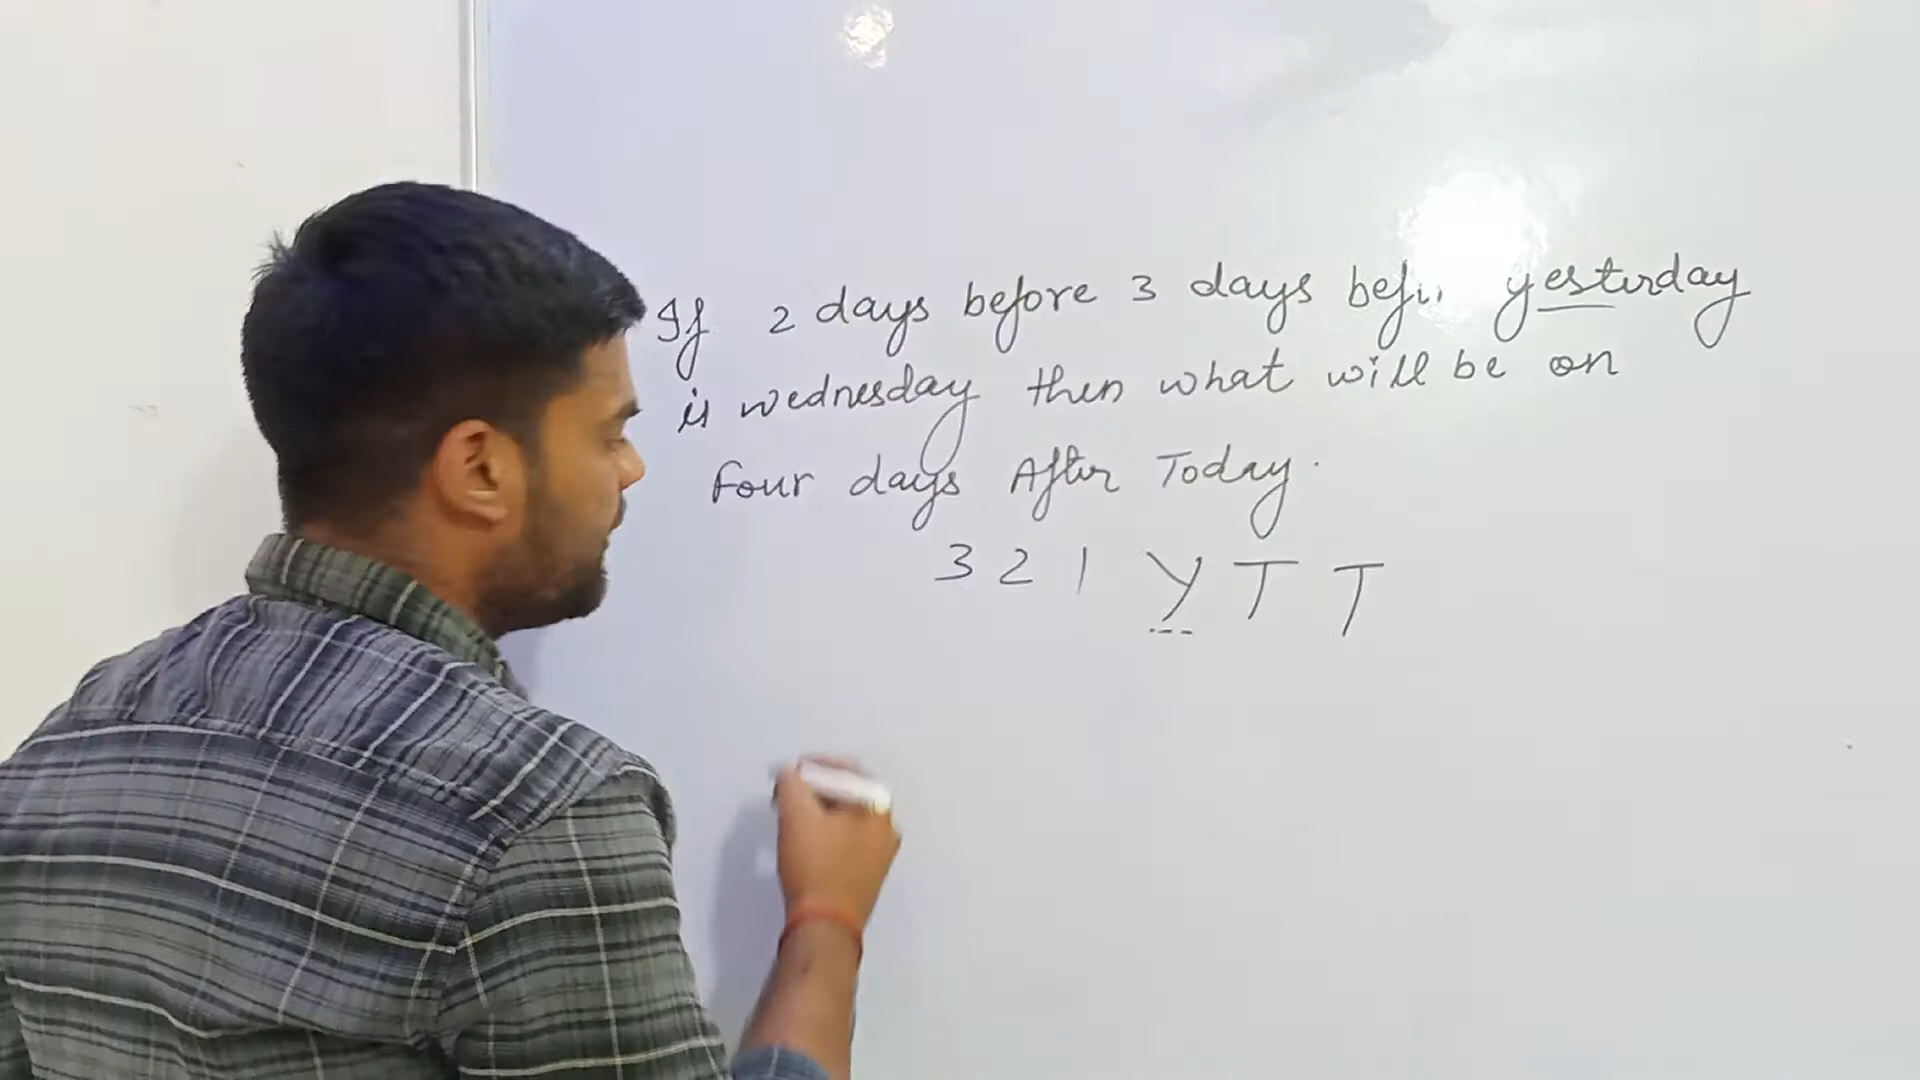 If 2 days before 3 days before yesterday
is wednesday then what will be on
Four days After Today.
3 2 1 Y T T